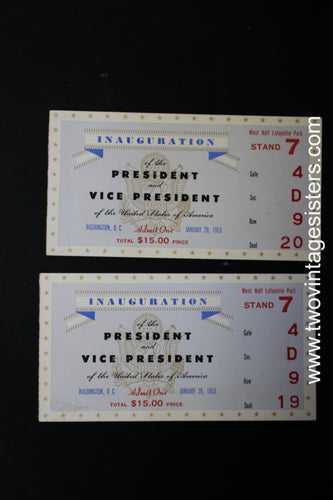 INAUGURATION
of the
PRESIDENT
and
VICE PRESIDENT
of the United States of America
WASHINGTON, D. C. Admit One JANUARY 20, 1953
TOTAL $15.00 PRICE
West Half Lafayette Park
STAND 7
Gate 4
Sec. D
Row 9
Seat 20
INAUGURATION
of the
PRESIDENT
and
VICE PRESIDENT
of the United States of America
WASHINGTON, D. C. Admit One JANUARY 20, 1953
TOTAL $15.00 PRICE
West Half Lafayette Park
STAND 7
Gate 4
Sec. D
Row 9
Seat 19
www.twovintagesisters.com